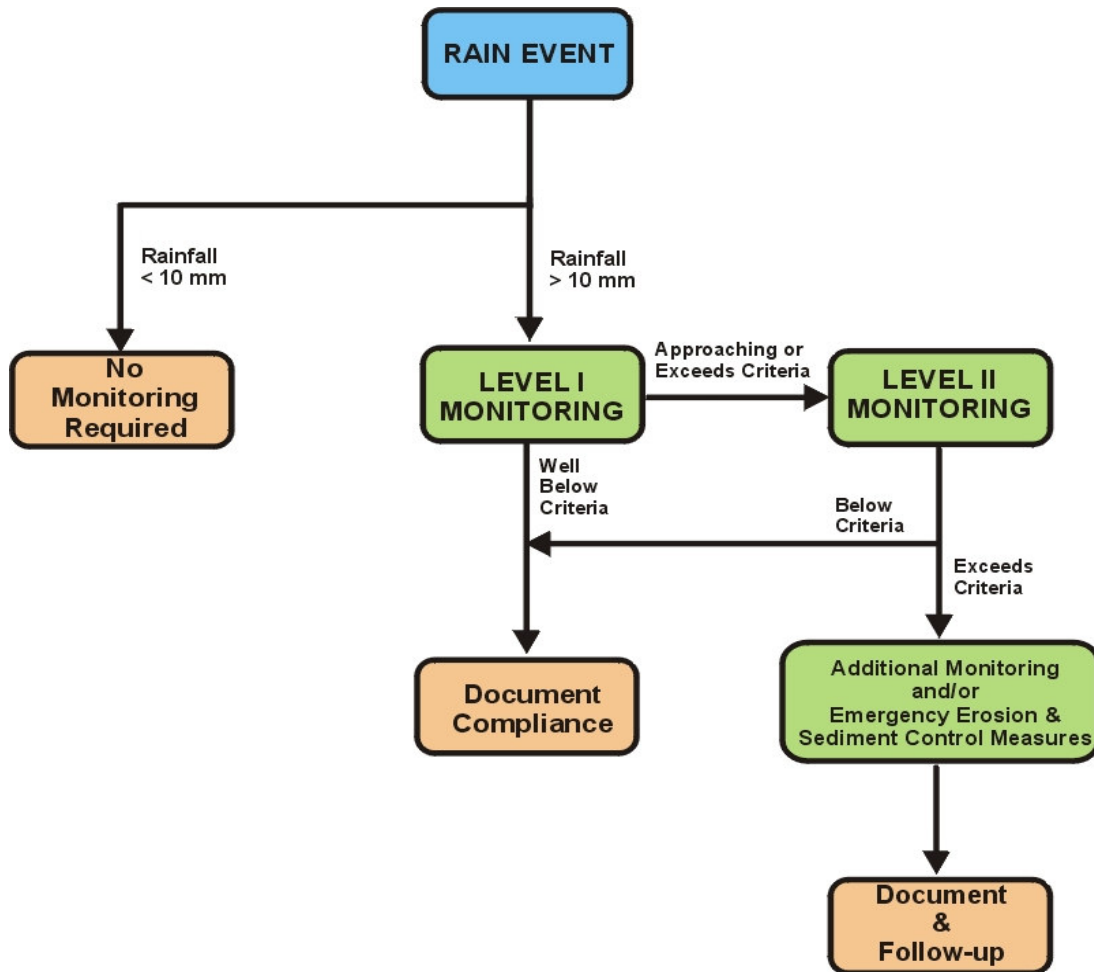 RAIN EVENT
Rainfall
< 10 mm
Rainfall
> 10 mm
No
Monitoring
Required
LEVEL I
MONITORING
Approaching or
Exceeds Criteria
LEVEL II
MONITORING
Well
Below
Criteria
Below
Criteria
Exceeds
Criteria
Document
Compliance
Additional Monitoring
and/or
Emergency Erosion &
Sediment Control Measures
Document
&
Follow-up